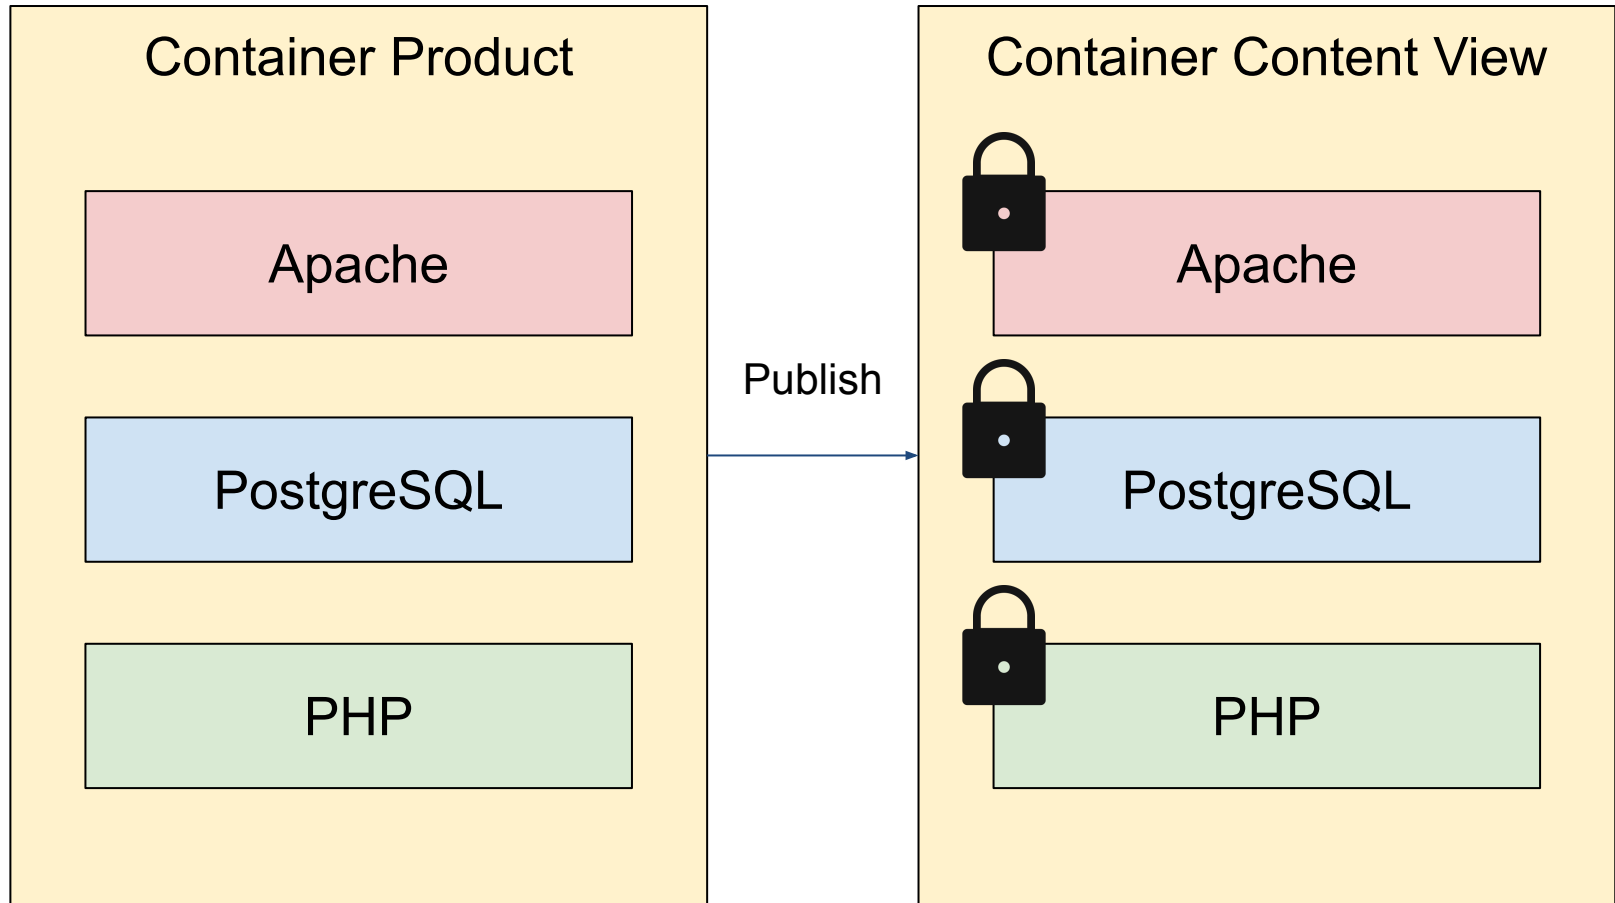 Container Product
Apache
PostgreSQL
PHP
Publish
Container Content View
Apache
PostgreSQL
PHP